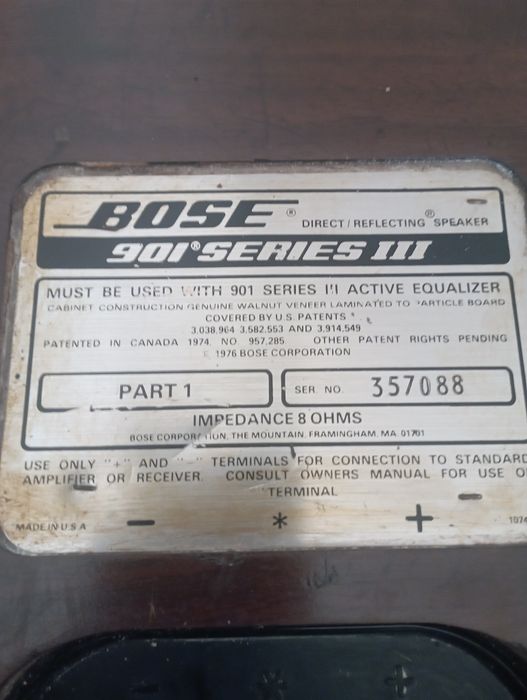 BOSE ® DIRECT / REFLECTING ® SPEAKER
901® SERIES III
MUST BE USED WITH 901 SERIES III ACTIVE EQUALIZER
CABINET CONSTRUCTION GENUINE WALNUT VENEER LAMINATED TO PARTICLE BOARD
COVERED BY U.S. PATENTS
3,038,964 3,582,553 AND 3,914,549
PATENTED IN CANADA 1974, NO. 957,285 OTHER PATENT RIGHTS PENDING
© 1976 BOSE CORPORATION
PART 1
SER. NO. 357088
IMPEDANCE 8 OHMS
BOSE CORPORATION, THE MOUNTAIN, FRAMINGHAM, MA. 01701
USE ONLY "+" AND "-" TERMINALS FOR CONNECTION TO STANDARD
AMPLIFIER OR RECEIVER. CONSULT OWNERS MANUAL FOR USE O
TERMINAL
MADE IN U.S.A. — * + 1074
— * +